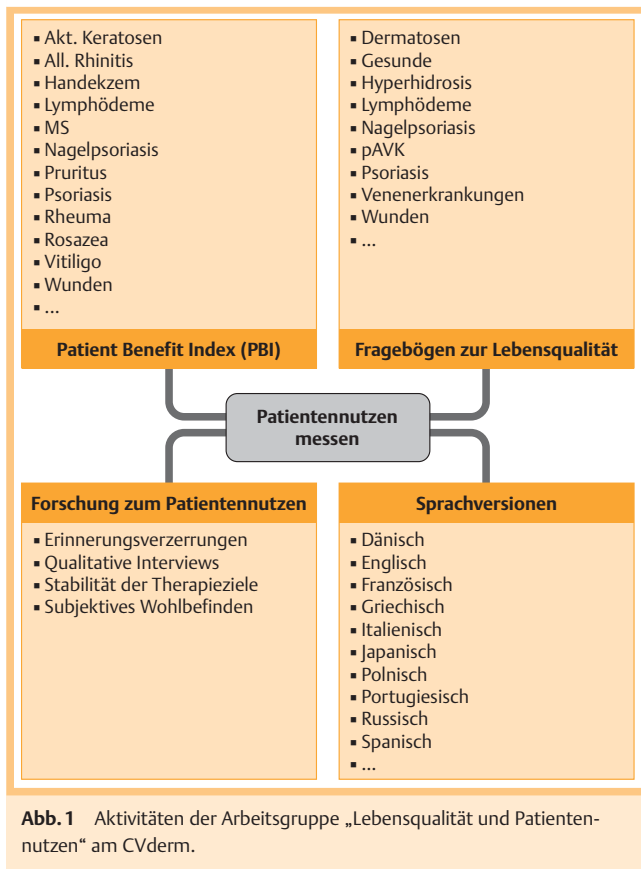 ▪ Akt. Keratosen
▪ All. Rhinitis
▪ Handekzem
▪ Lymphödeme
▪ MS
▪ Nagelpsoriasis
▪ Pruritus
▪ Psoriasis
▪ Rheuma
▪ Rosazea
▪ Vitiligo
▪ Wunden
▪ ...
Patient Benefit Index (PBI)
▪ Dermatosen
▪ Gesunde
▪ Hyperhidrosis
▪ Lymphödeme
▪ Nagelpsoriasis
▪ pAVK
▪ Psoriasis
▪ Venenerkrankungen
▪ Wunden
▪ ...
Fragebögen zur Lebensqualität
Patientennutzen
messen
Forschung zum Patientennutzen
▪ Erinnerungsverzerrungen
▪ Qualitative Interviews
▪ Stabilität der Therapieziele
▪ Subjektives Wohlbefinden
Sprachversionen
▪ Dänisch
▪ Englisch
▪ Französisch
▪ Griechisch
▪ Italienisch
▪ Japanisch
▪ Polnisch
▪ Portugiesisch
▪ Russisch
▪ Spanisch
▪ ...
Abb. 1 Aktivitäten der Arbeitsgruppe „Lebensqualität und Patienten-
nutzen“ am CVderm.